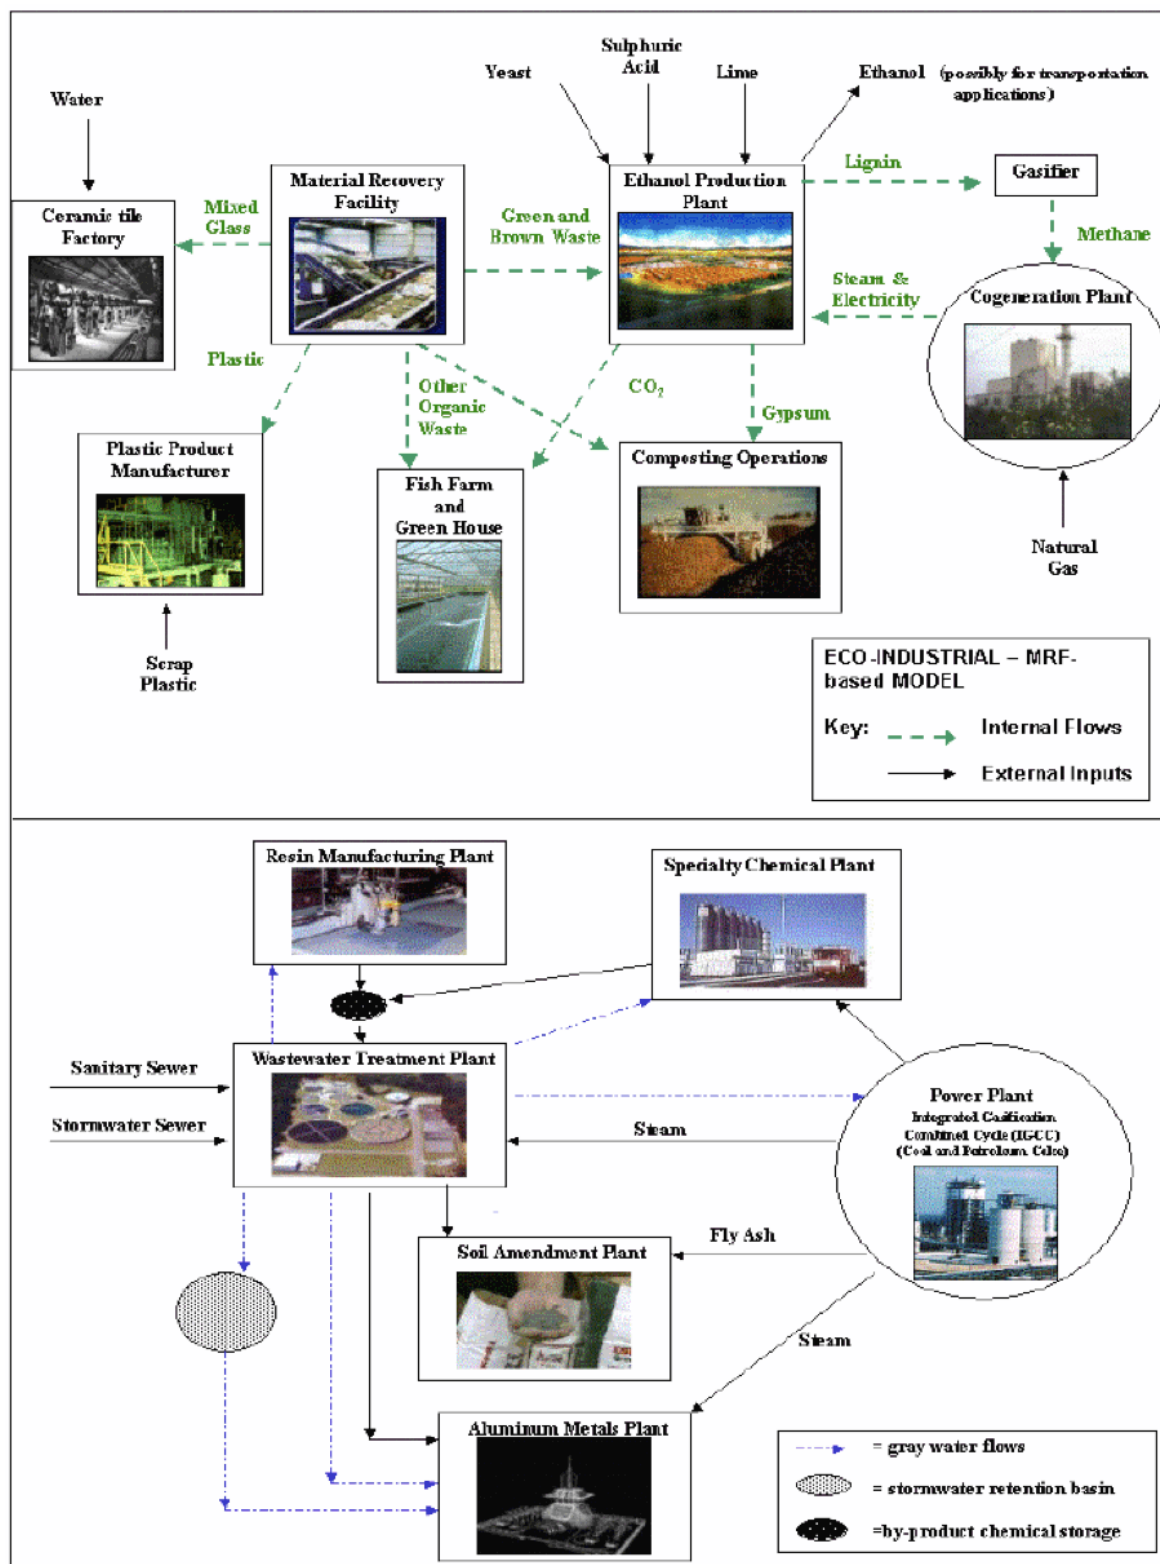 Yeast
Sulphuric
Acid
Lime
Ethanol (possibly for transportation
applications)
Water
Lignin
Gasifier
Ceramic tile
Factory
Mixed
Glass
Material Recovery
Facility
Green and
Brown Waste
Ethanol Production
Plant
Methane
Steam &
Electricity
Cogeneration Plant
Plastic
Other
Organic
Waste
CO2
Gypsum
Plastic Product
Manufacturer
Fish Farm
and
Green House
Composting Operations
Natural
Gas
Scrap
Plastic
ECO-INDUSTRIAL – MRF-
based MODEL
Key:
Internal Flows
External Inputs
Resin Manufacturing Plant
Specialty Chemical Plant
Sanitary Sewer
Stormwater Sewer
Wastewater Treatment Plant
Steam
Power Plant
Integrated Gasification
Combined Cycle (IGCC)
(Coal and Petroleum Coke)
Soil Amendment Plant
Fly Ash
Steam
Aluminum Metals Plant
= gray water flows
= stormwater retention basin
=by-product chemical storage